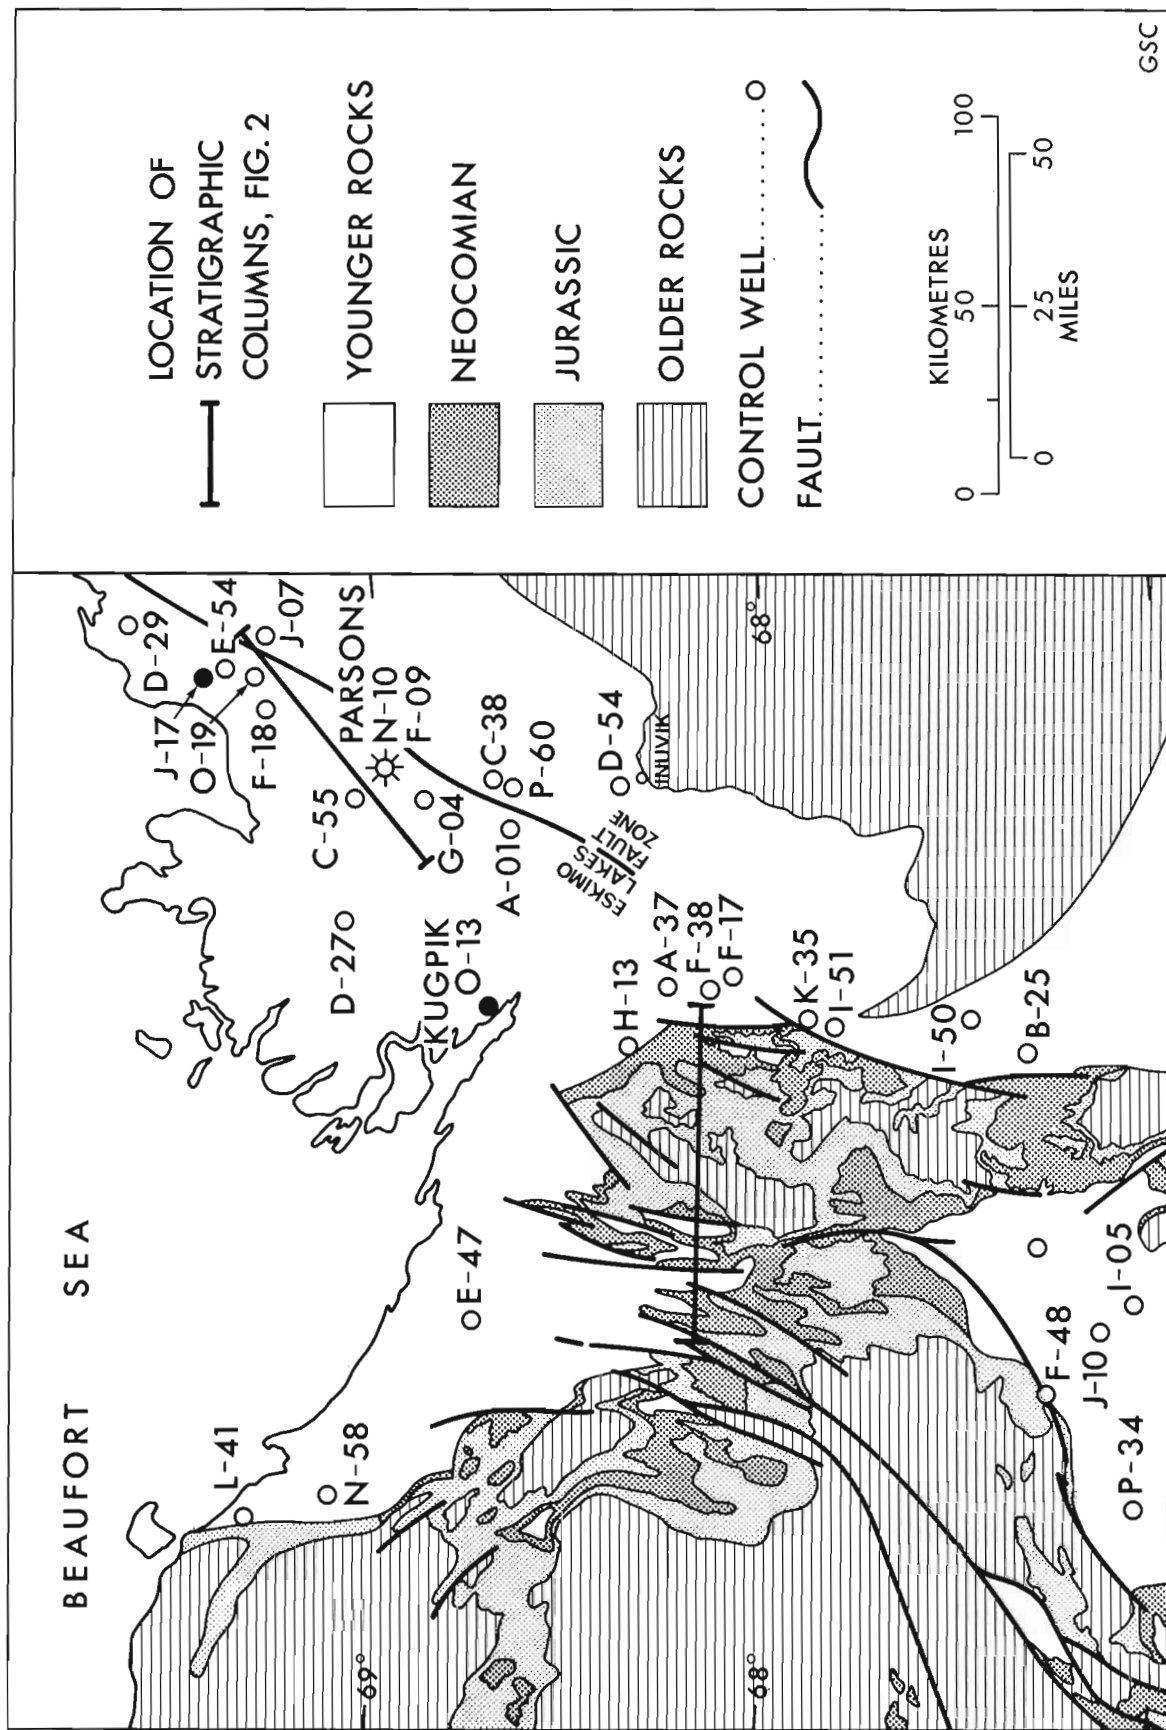 BEAUFORT SEA
L-41
N-58
E-47
D-29
J-17
E-54
O-19
J-07
F-18
PARSONS
N-10
F-09
C-55
G-04
C-38
P-60
A-01
D-27
KUGPIK
O-13
D-54
INUVIK
ESKIMO
LAKES
FAULT
ZONE
H-13
A-37
F-38
F-17
K-35
I-51
I-50
B-25
I-05
F-48
J-10
P-34
69°
68°
68°
LOCATION OF
STRATIGRAPHIC
COLUMNS, FIG. 2
YOUNGER ROCKS
NEOCOMIAN
JURASSIC
OLDER ROCKS
CONTROL WELL
FAULT
KILOMETRES
0 50 100
0 25 50
MILES
GSC